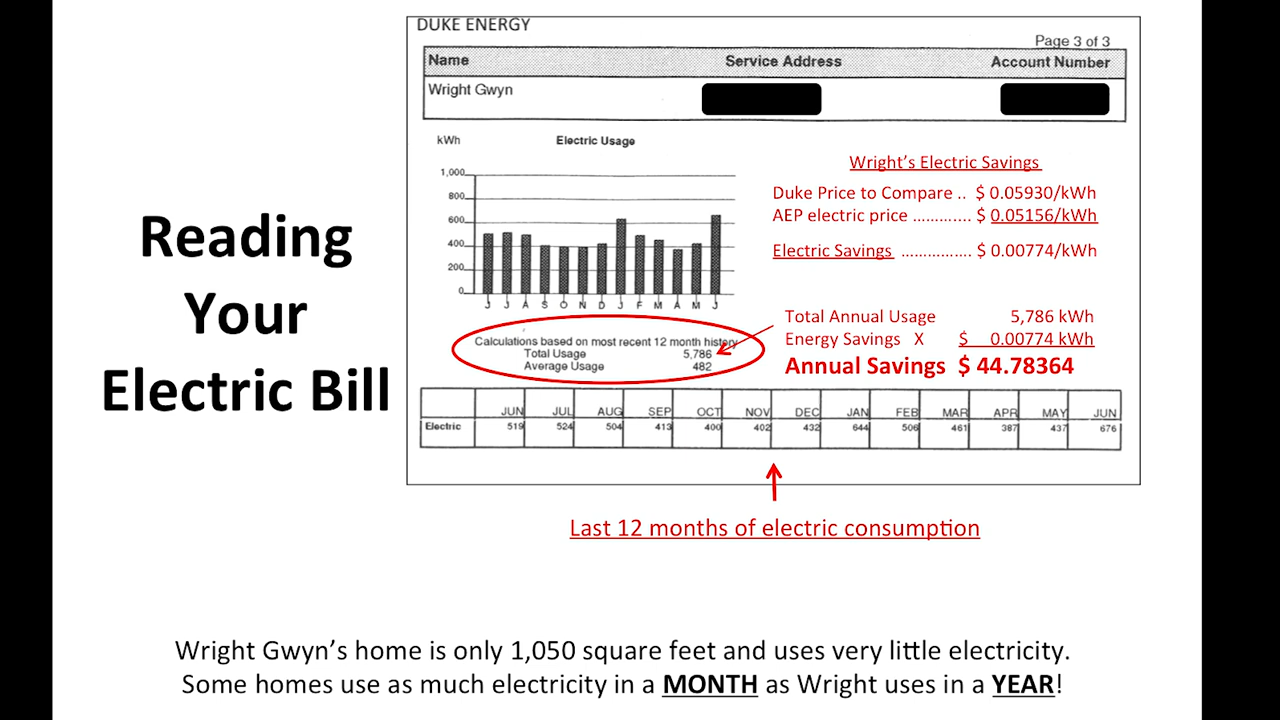 DUKE ENERGY
Page 3 of 3
Name Service Address Account Number
Wright Gwyn
kWh Electric Usage
1,000
800
600
400
200
0
J J A S O N D J F M A M J
Wright's Electric Savings
Duke Price to Compare .. $ 0.05930/kWh
AEP electric price ............ $ 0.05156/kWh
Electric Savings ................ $ 0.00774/kWh
Total Annual Usage 5,786 kWh
Energy Savings X $ 0.00774 kWh
Annual Savings $ 44.78364
Calculations based on most recent 12 month history
Total Usage 5,786
Average Usage 482
JUN JUL AUG SEP OCT NOV DEC JAN FEB MAR APR MAY JUN
Electric 519 524 504 413 400 402 432 644 506 461 387 437 676
Last 12 months of electric consumption
Reading
Your
Electric Bill
Wright Gwyn's home is only 1,050 square feet and uses very little electricity.
Some homes use as much electricity in a MONTH as Wright uses in a YEAR!